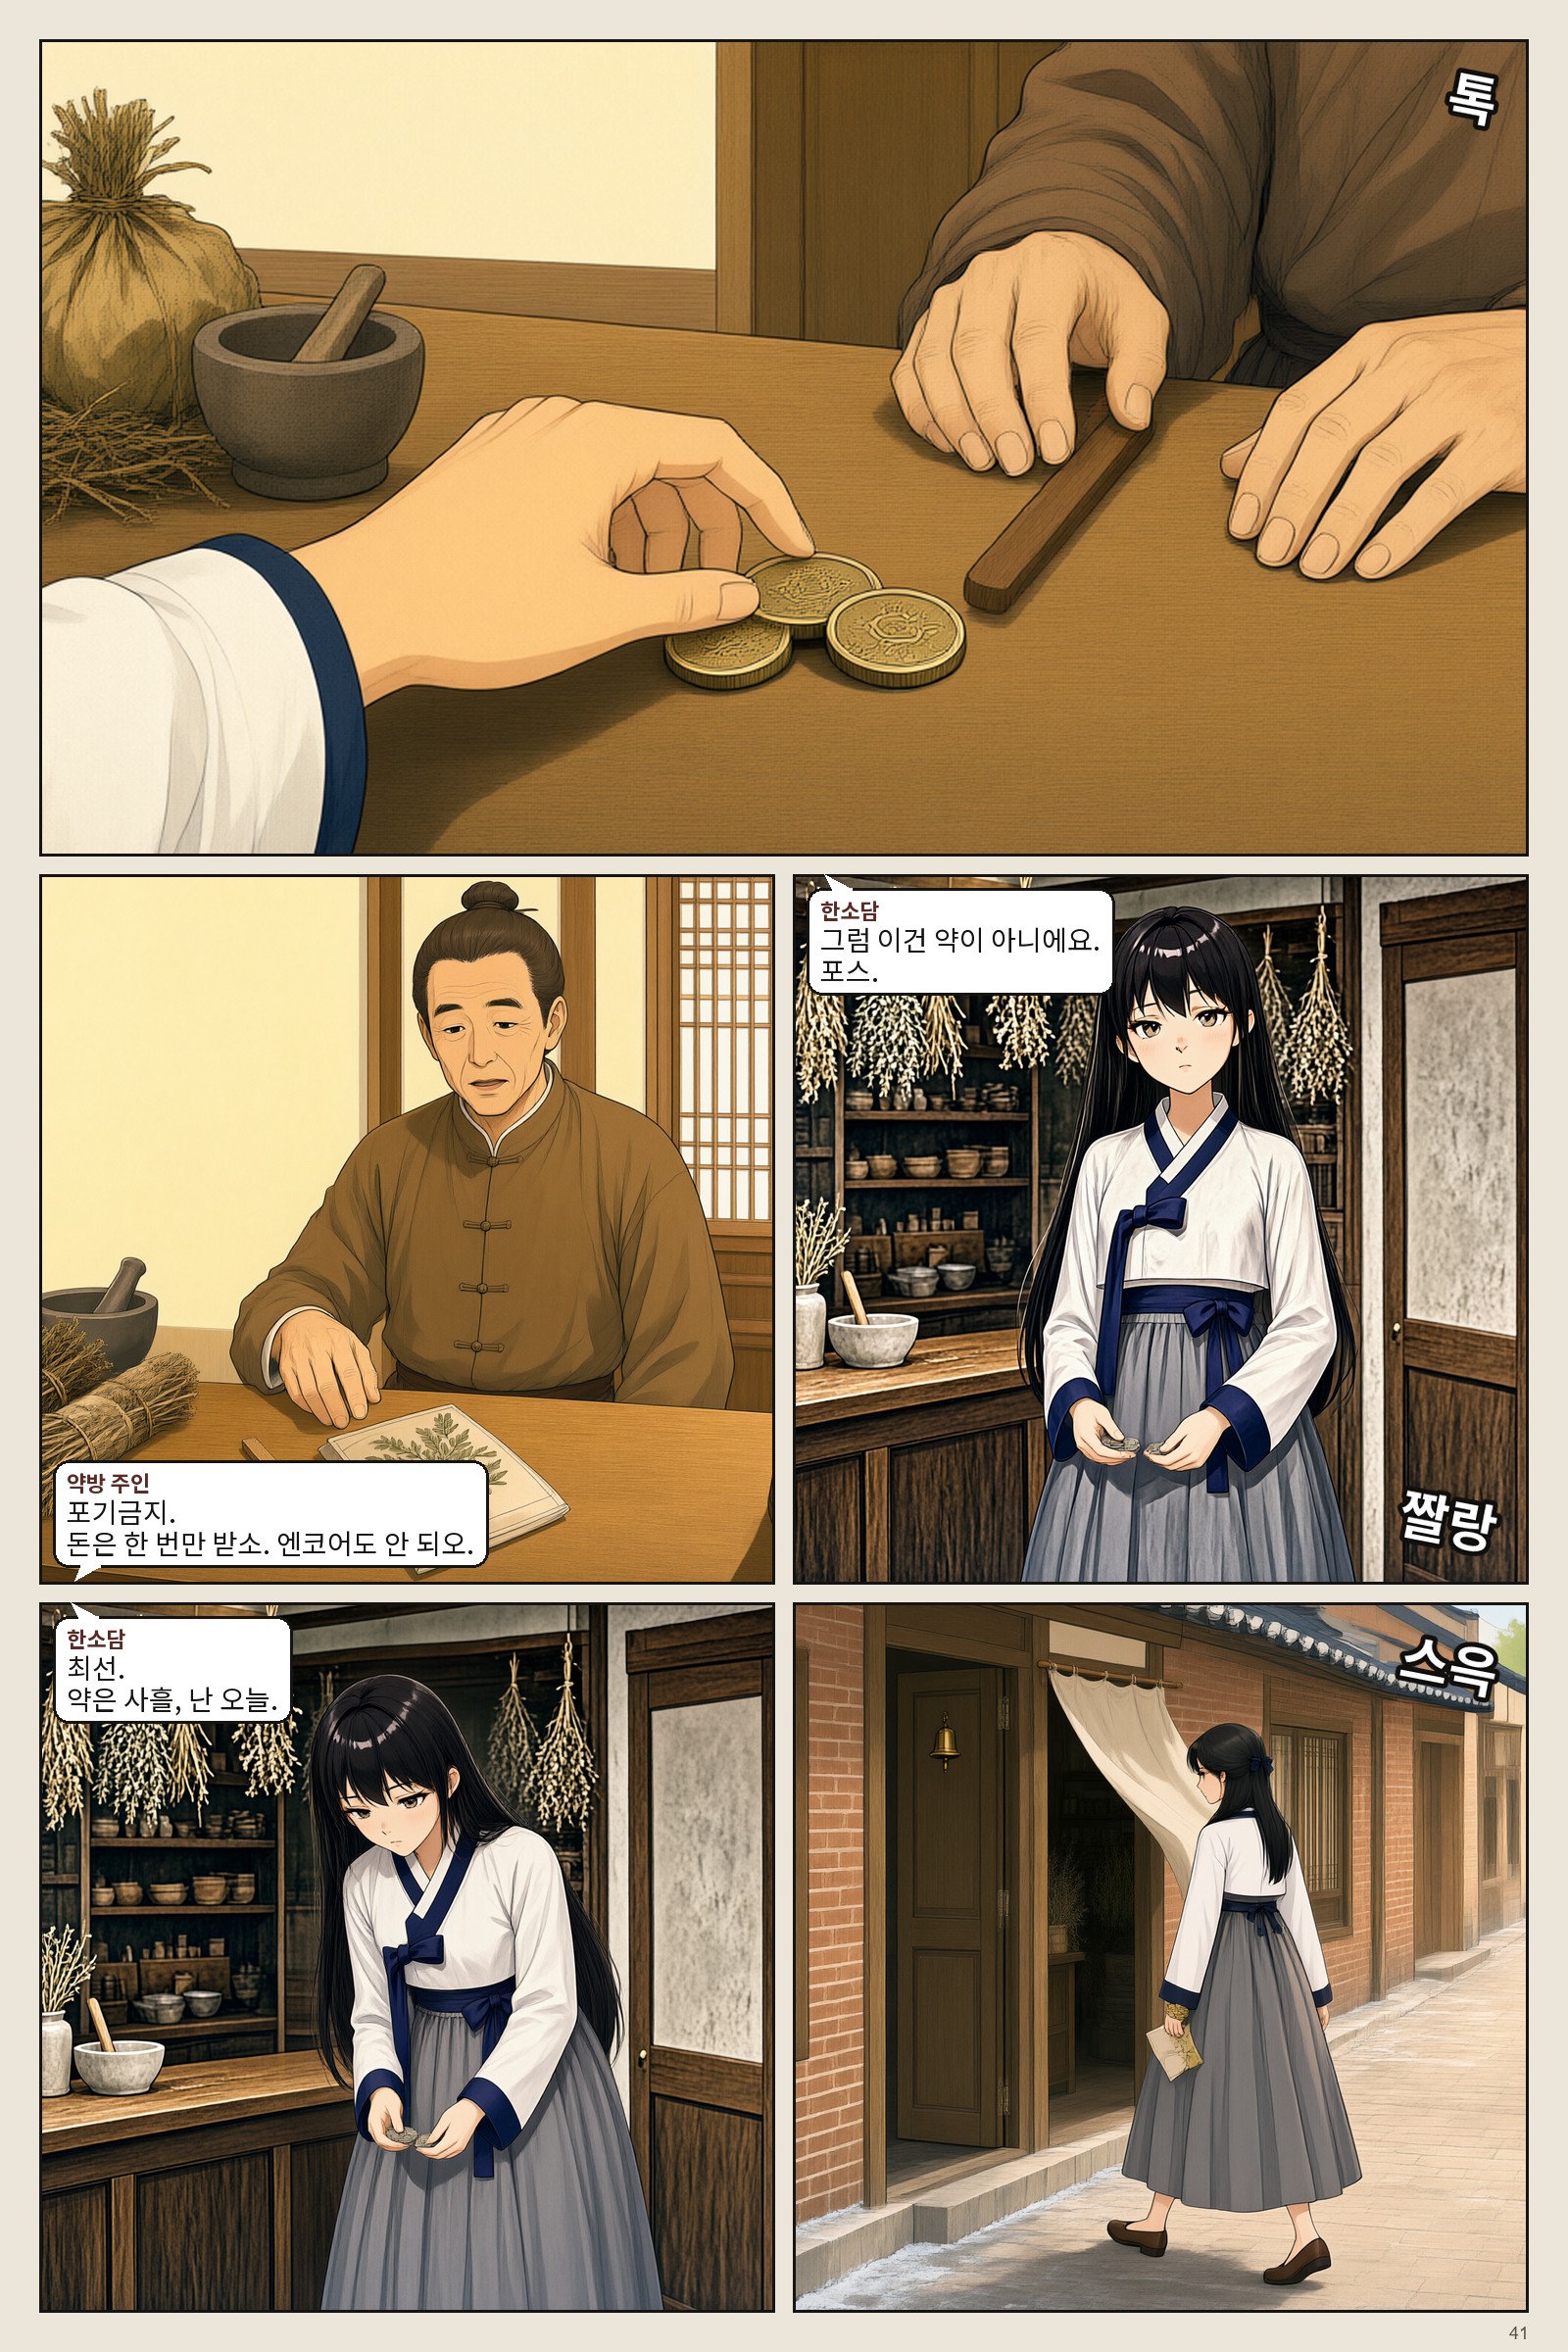 톡
약방 주인
포기금지.
돈은 한 번만 받소. 엔코어도 안 되오.
한소담
그럼 이건 약이 아니에요.
포스.
짤랑
한소담
최선.
약은 사흘, 난 오늘.
스윽
41